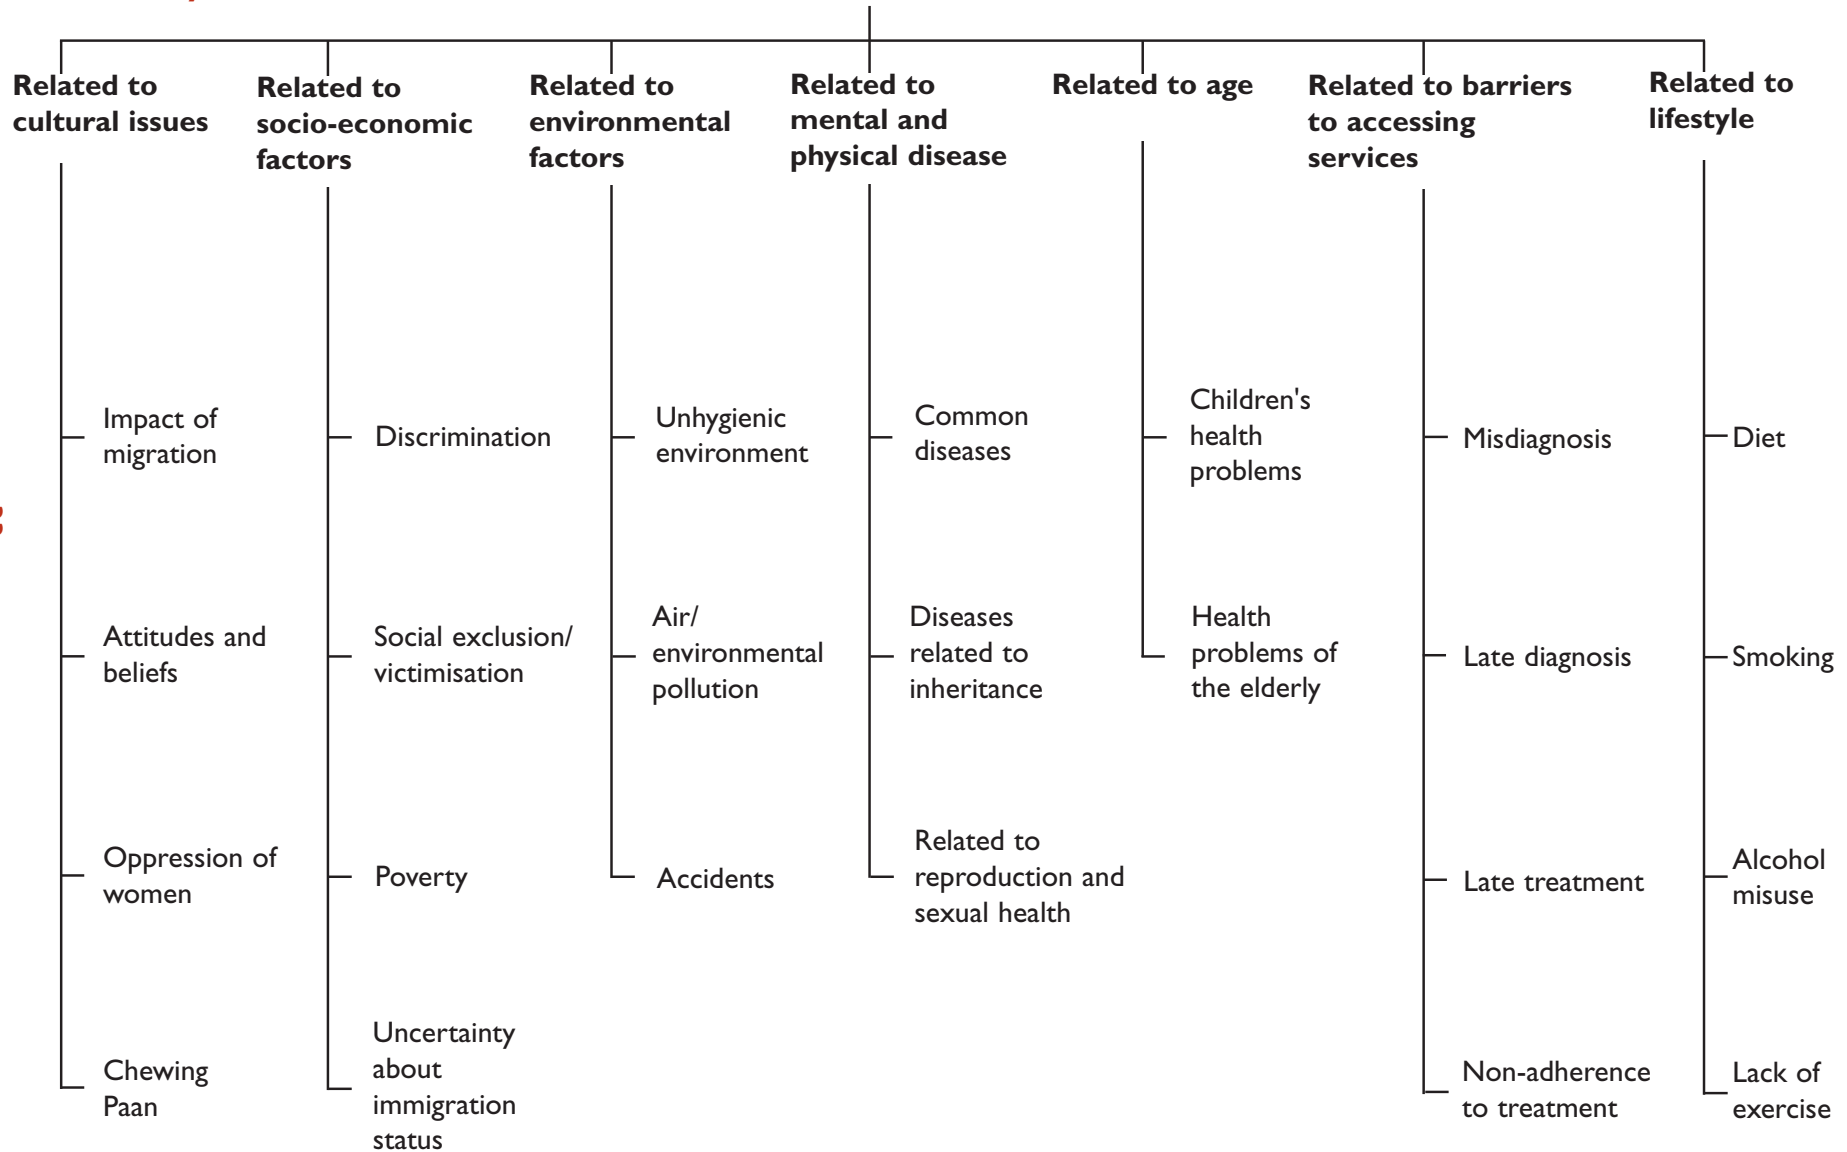 Related to
cultural issues
Impact of
migration
Attitudes and
beliefs
Oppression of
women
Chewing
Paan
Related to
socio-economic
factors
Discrimination
Social exclusion/
victimisation
Poverty
Uncertainty
about
immigration
status
Related to
environmental
factors
Unhygienic
environment
Air/
environmental
pollution
Accidents
Related to
mental and
physical disease
Common
diseases
Diseases
related to
inheritance
Related to
reproduction and
sexual health
Related to age
Children's
health
problems
Health
problems of
the elderly
Related to barriers
to accessing
services
Misdiagnosis
Late diagnosis
Late treatment
Non-adherence
to treatment
Related to
lifestyle
Diet
Smoking
Alcohol
misuse
Lack of
exercise